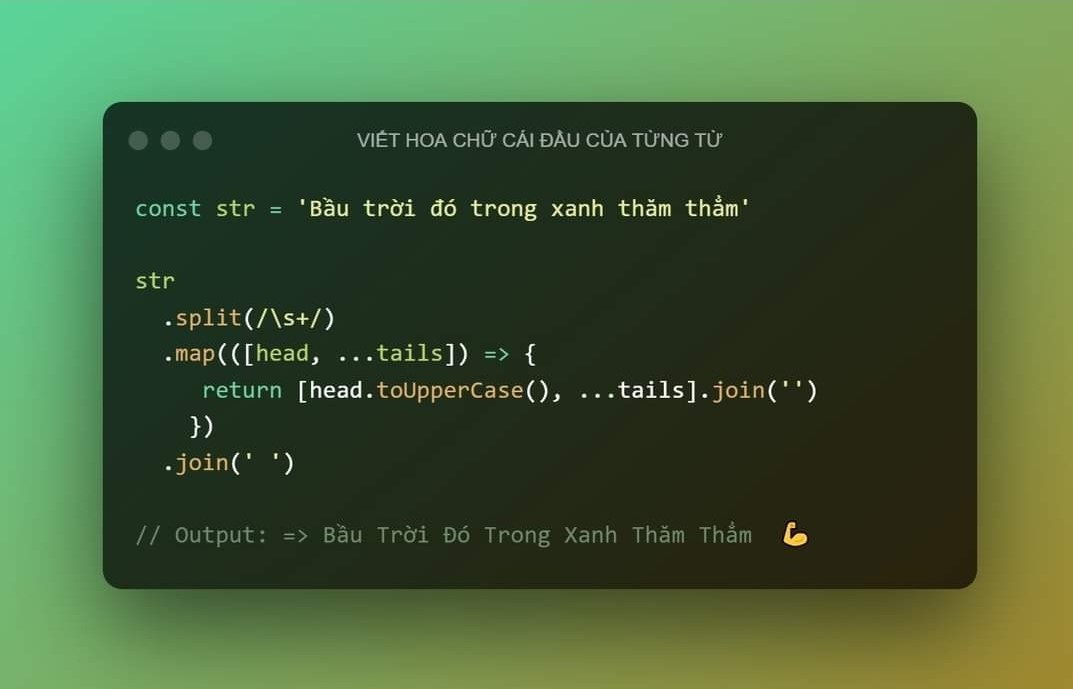 VIẾT HOA CHỮ CÁI ĐẦU CỦA TỪNG TỪ
const str = 'Bầu trời đó trong xanh thăm thẳm'
str
.split(/\s+/)
.map(([head, ...tails]) => {
return [head.toUpperCase(), ...tails].join('')
})
.join(' ')
// Output: => Bầu Trời Đó Trong Xanh Thăm Thẳm 💪